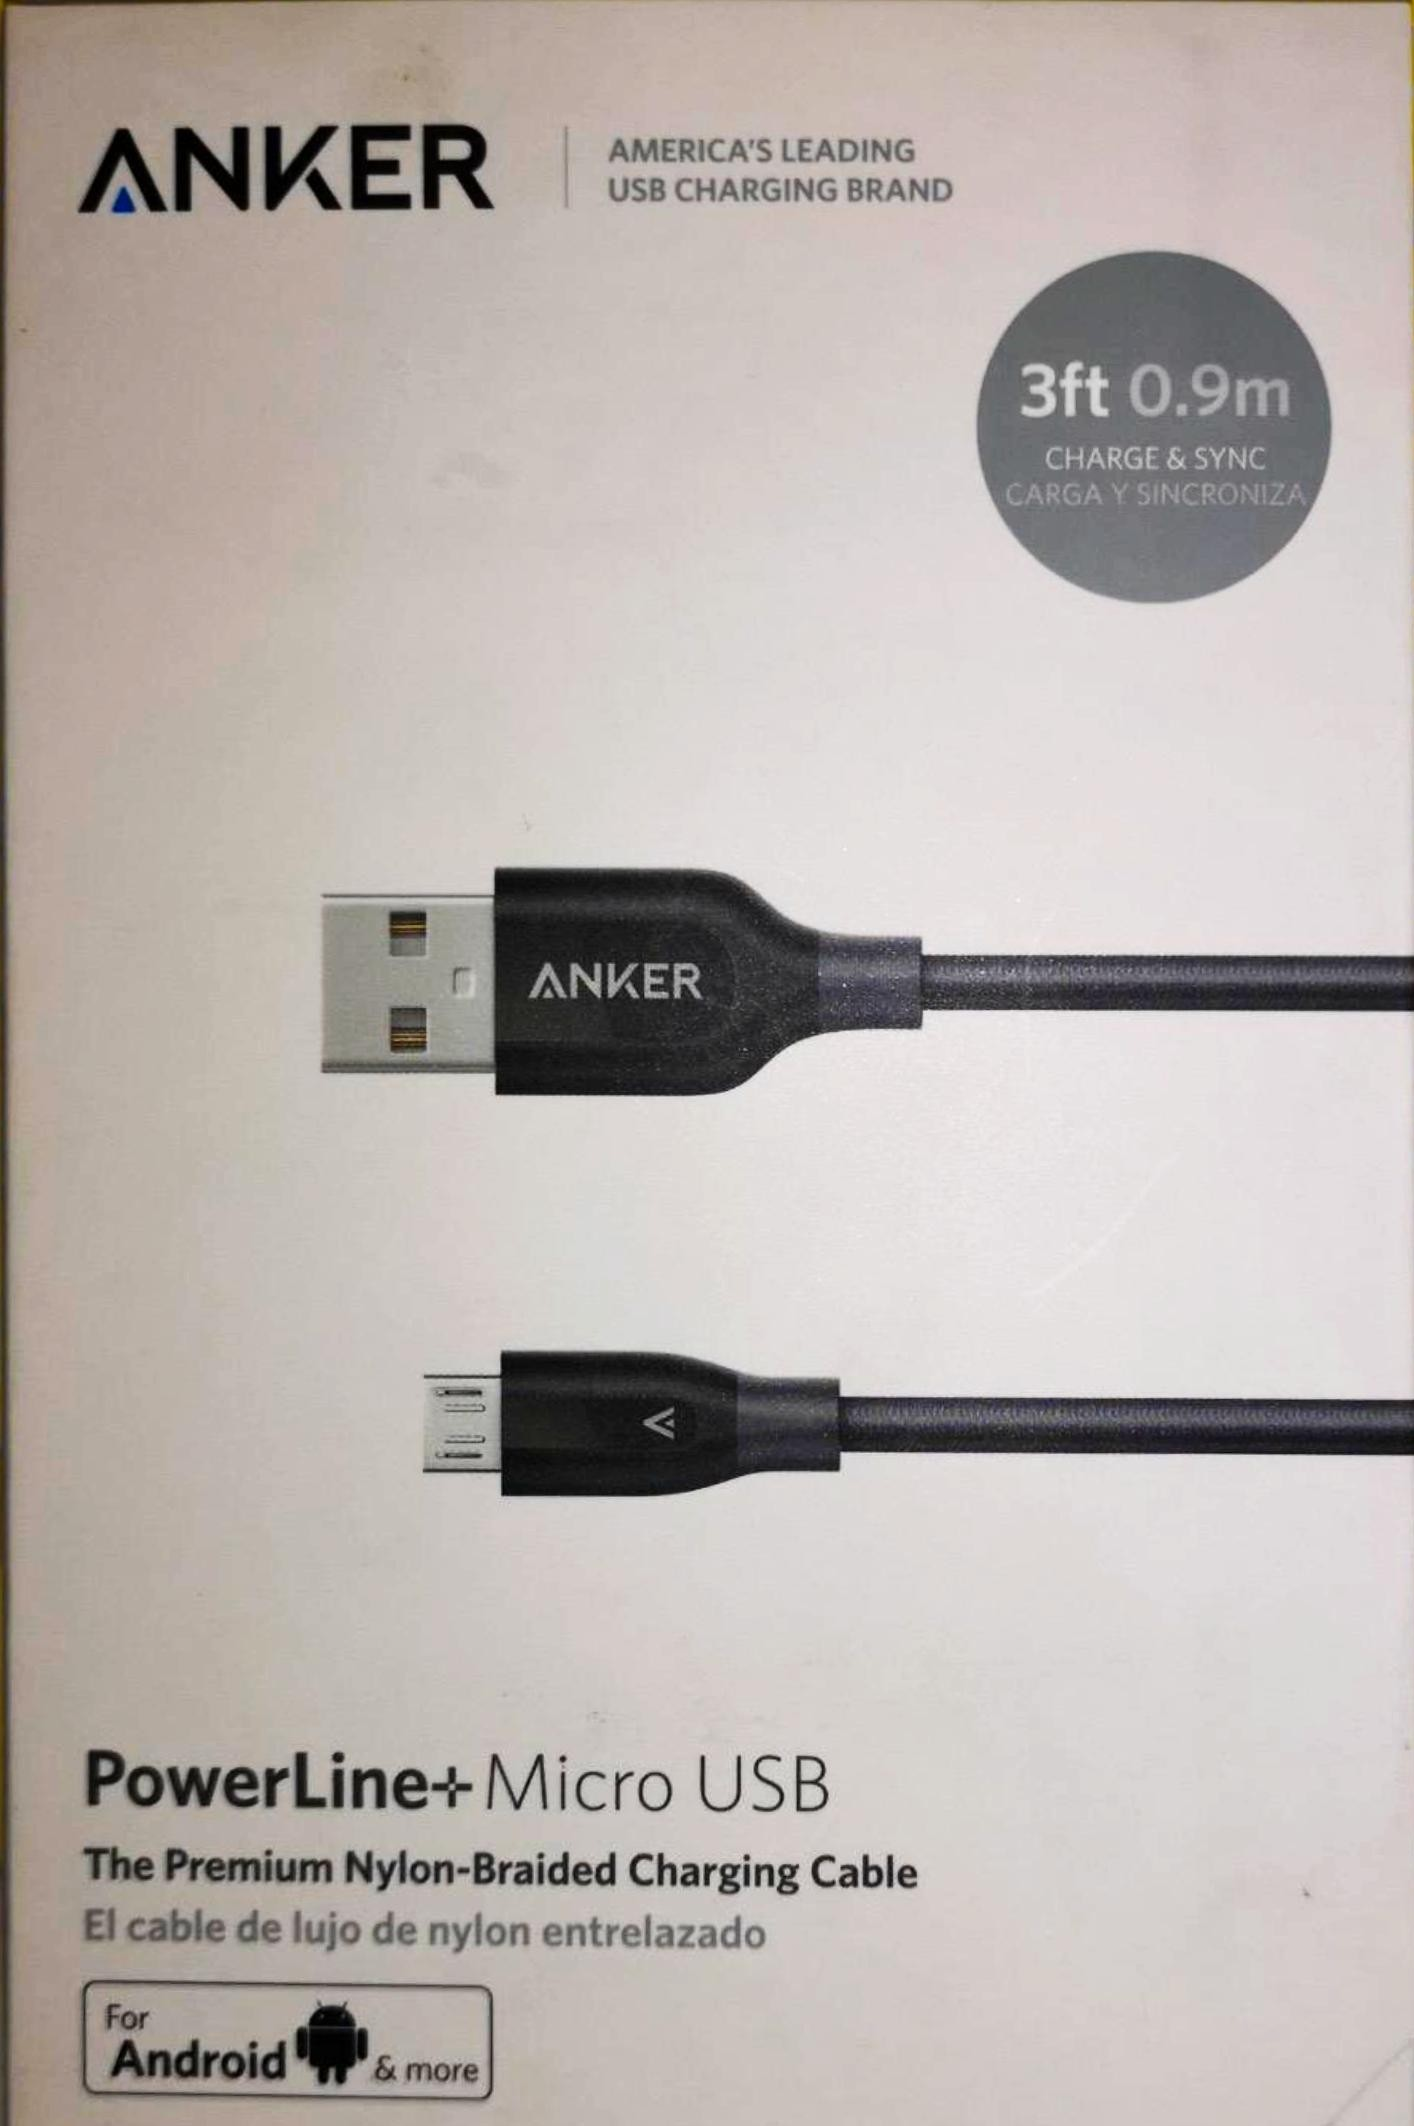 ANKER
AMERICA'S LEADING
USB CHARGING BRAND
3ft 0.9m
CHARGE & SYNC
CARGA Y SINCRONIZA
ANKER
PowerLine+ Micro USB
The Premium Nylon-Braided Charging Cable
El cable de lujo de nylon entrelazado
For
Android & more